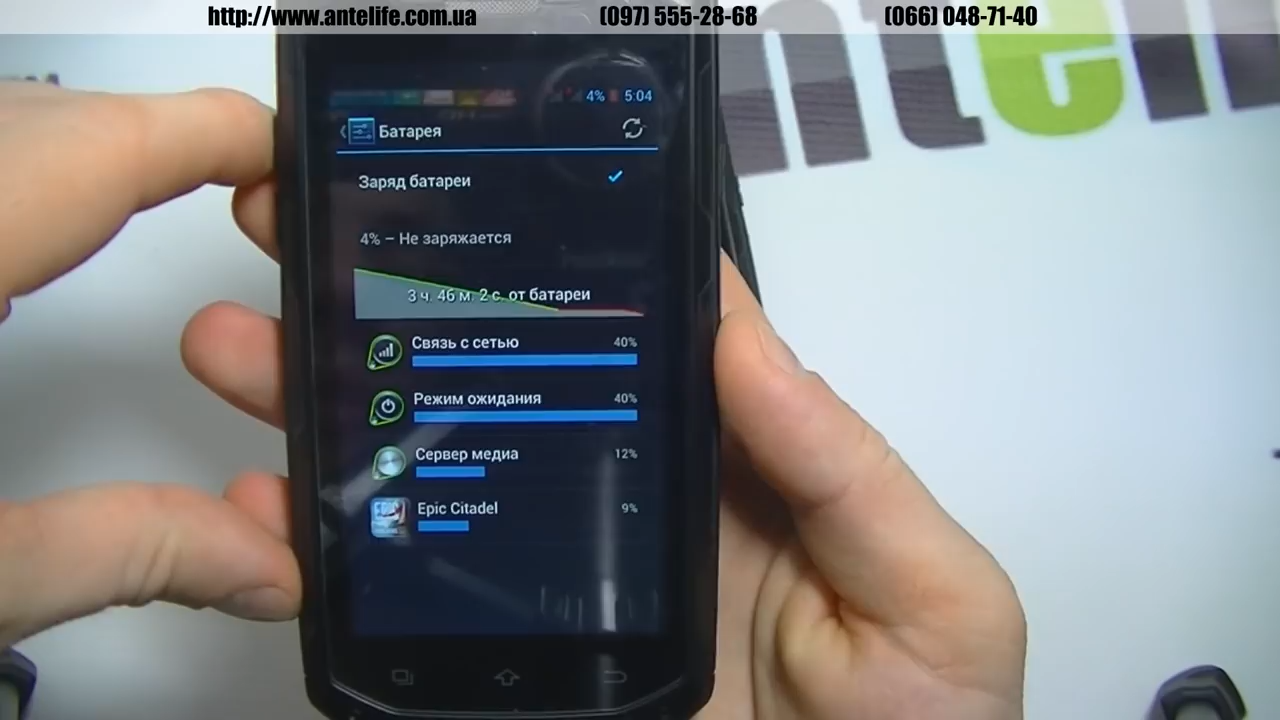 http://www.antelife.com.ua (097) 555-28-68 (066) 048-71-40
antel
4% 5:04
Батарея
Заряд батареи
4% – Не заряжается
3 ч. 46 м. 2 с. от батареи
Связь с сетью 40%
Режим ожидания 40%
Сервер медиа 12%
Epic Citadel 9%